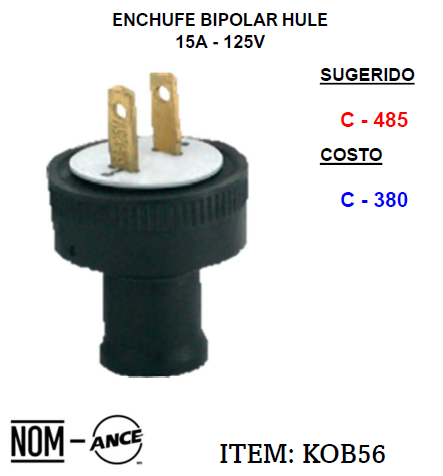 ENCHUFE BIPOLAR HULE
15A - 125V
SUGERIDO
C - 485
COSTO
C - 380
NOM - ANCE
ITEM: KOB56